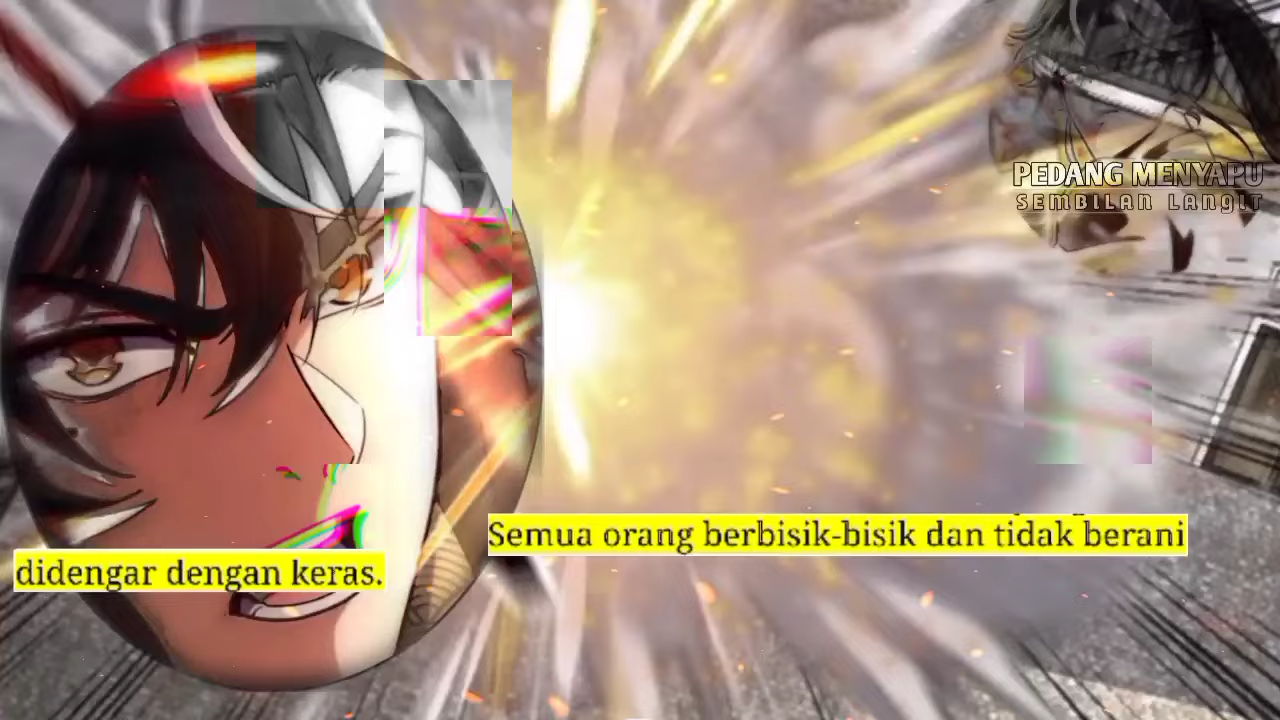 PEDANG MENYAPU
SEMBILAN LANGIT
Semua orang berbisik-bisik dan tidak berani
didengar dengan keras.